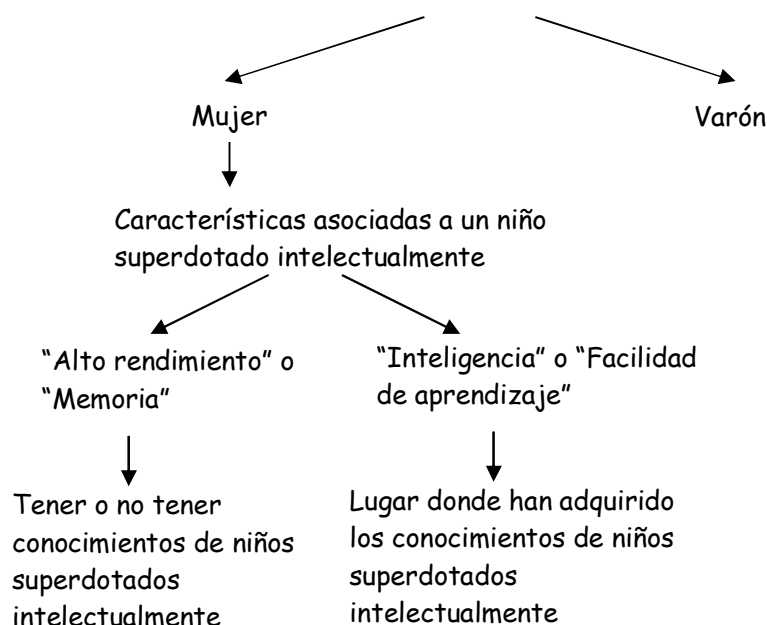 Mujer
Varón
Características asociadas a un niño
superdotado intelectualmente
“Alto rendimiento” o
“Memoria”
“Inteligencia” o “Facilidad
de aprendizaje”
Tener o no tener
conocimientos de niños
superdotados
intelectualmente
Lugar donde han adquirido
los conocimientos de niños
superdotados
intelectualmente